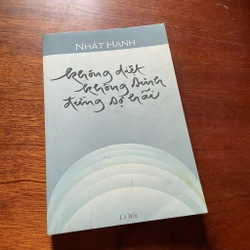 NHẤT HẠNH
không diệt
không sinh
đừng sợ hãi
LÁ BỐI